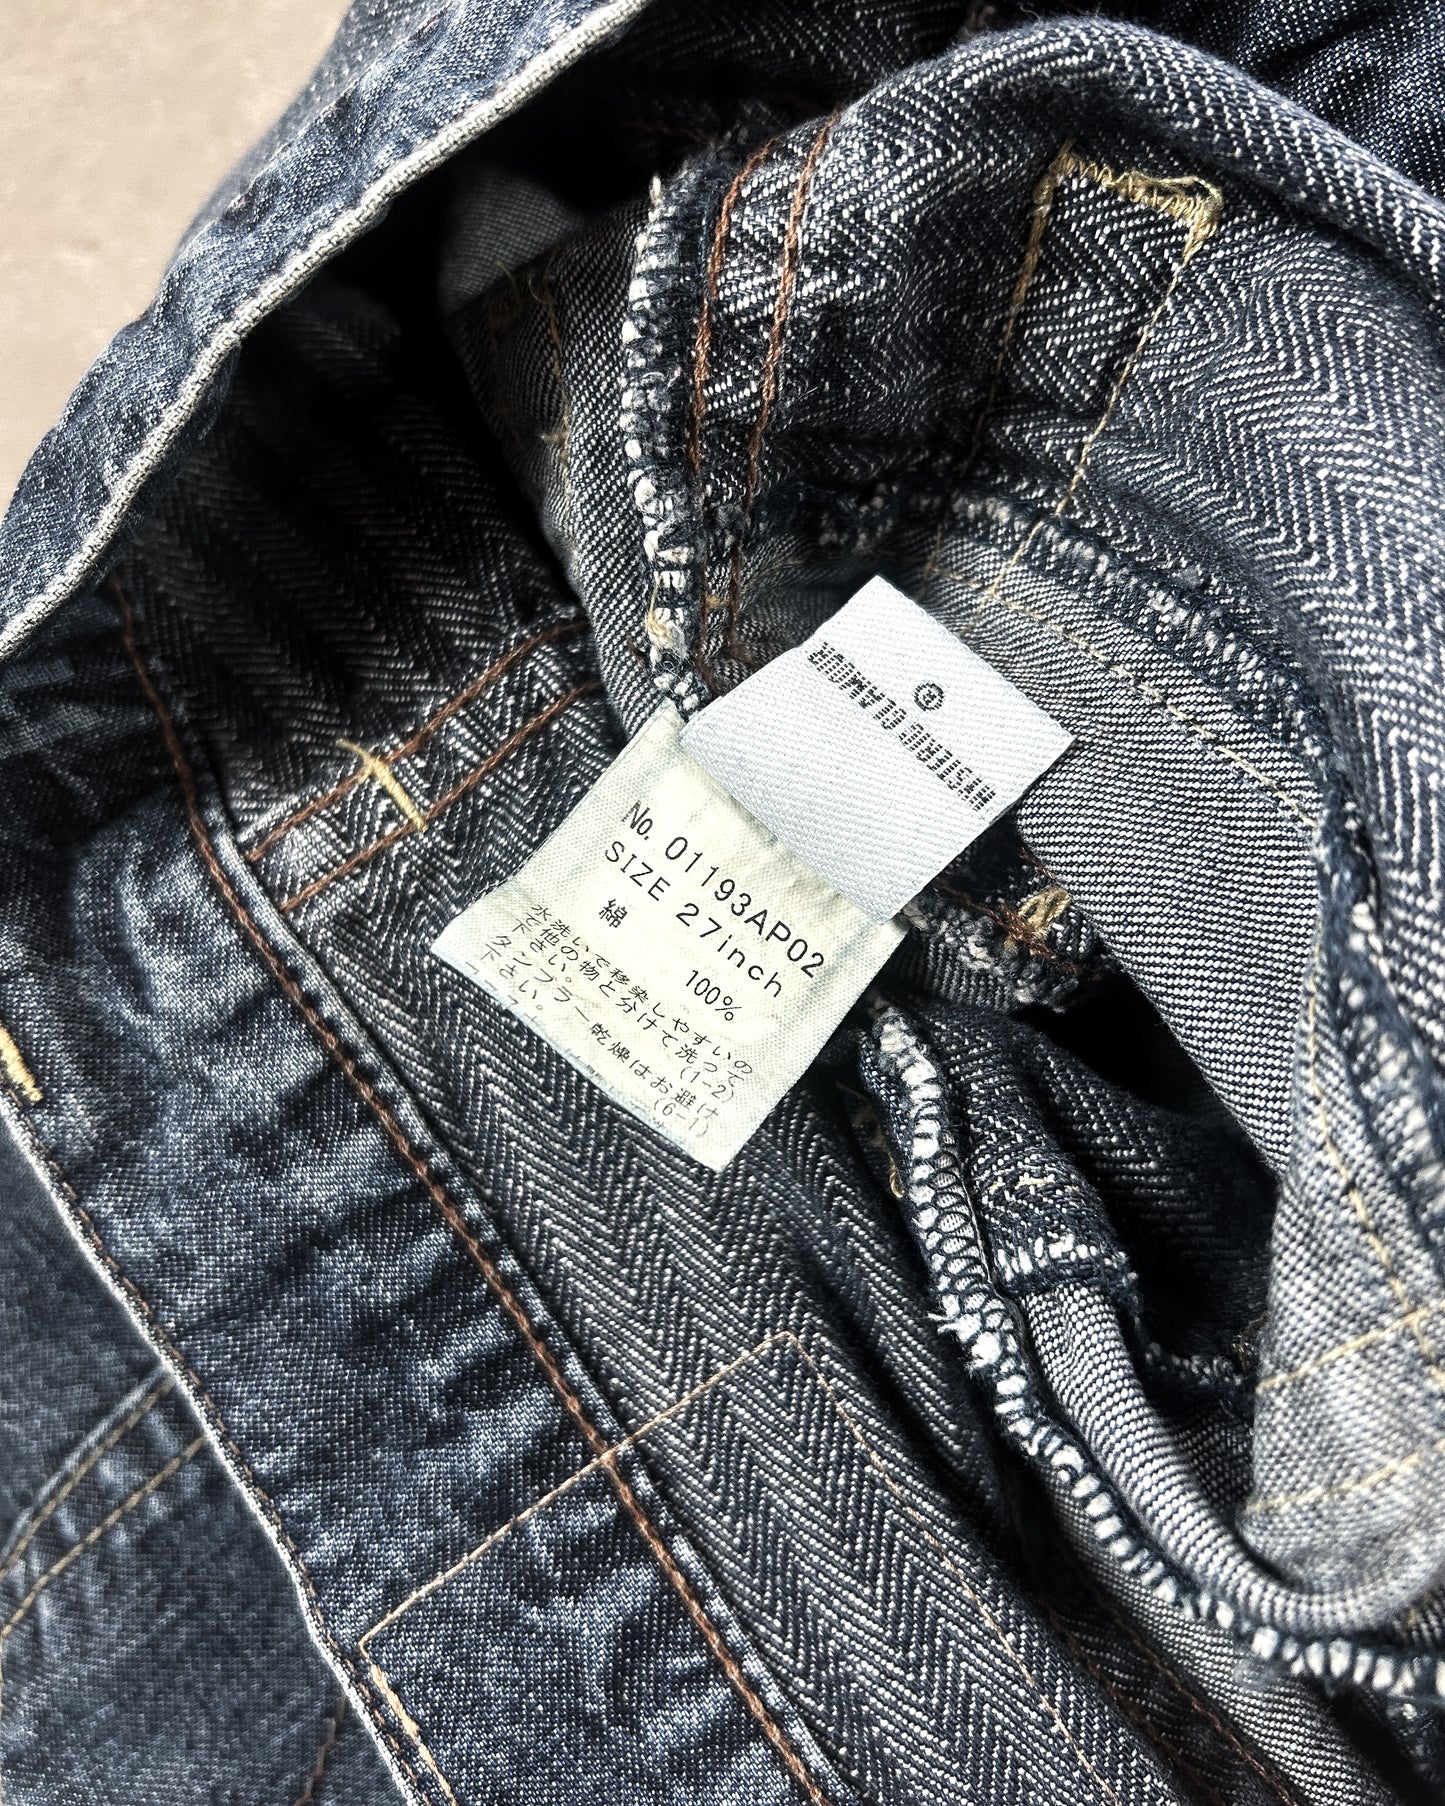 HYSTERIC GLAMOUR
®
No. 01193AP02
SIZE 27inch
綿 100%
水洗いで移染しやすいの
で他の物と分けて洗って
下さい。 (1-2)
タンブラー乾燥はお避け
下さい。 (6-1)